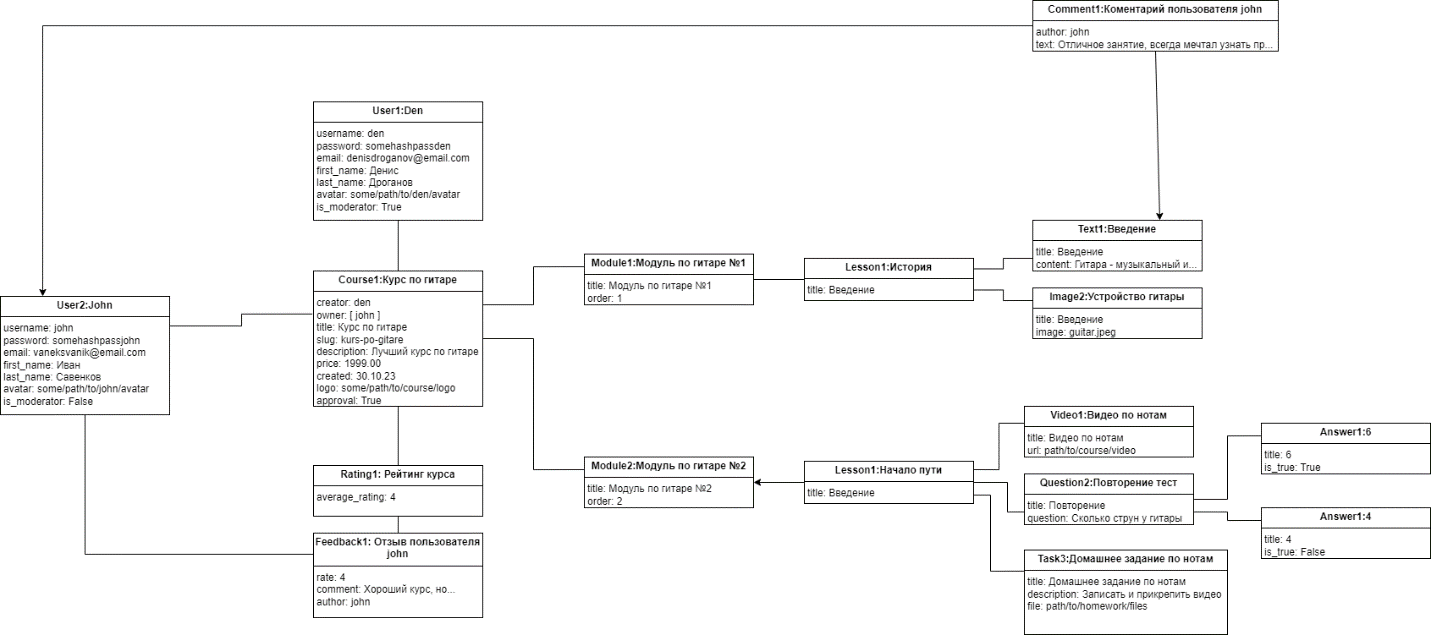 Comment1:Коментарий пользователя john
author: john
text: Отличное занятие, всегда мечтал узнать пр...
User1:Den
username: den
password: somehashpassden
email: denisdroganov@email.com
first_name: Денис
last_name: Дроганов
avatar: some/path/to/den/avatar
is_moderator: True
User2:John
username: john
password: somehashpassjohn
email: vaneksvanik@email.com
first_name: Иван
last_name: Савенков
avatar: some/path/to/john/avatar
is_moderator: False
Course1:Курс по гитаре
creator: den
owner: [ john ]
title: Курс по гитаре
slug: kurs-po-gitare
description: Лучший курс по гитаре
price: 1999.00
created: 30.10.23
logo: some/path/to/course/logo
approval: True
Rating1: Рейтинг курса
average_rating: 4
Feedback1: Отзыв пользователя
john
rate: 4
comment: Хороший курс, но...
author: john
Module1:Модуль по гитаре №1
title: Модуль по гитаре №1
order: 1
Lesson1:История
title: Введение
Text1:Введение
title: Введение
content: Гитара - музыкальный и...
Image2:Устройство гитары
title: Введение
image: guitar.jpeg
Module2:Модуль по гитаре №2
title: Модуль по гитаре №2
order: 2
Lesson1:Начало пути
title: Введение
Video1:Видео по нотам
title: Видео по нотам
url: path/to/course/video
Question2:Повторение тест
title: Повторение
question: Сколько струн у гитары
Task3:Домашнее задание по нотам
title: Домашнее задание по нотам
description: Записать и прикрепить видео
file: path/to/homework/files
Answer1:6
title: 6
is_true: True
Answer1:4
title: 4
is_true: False